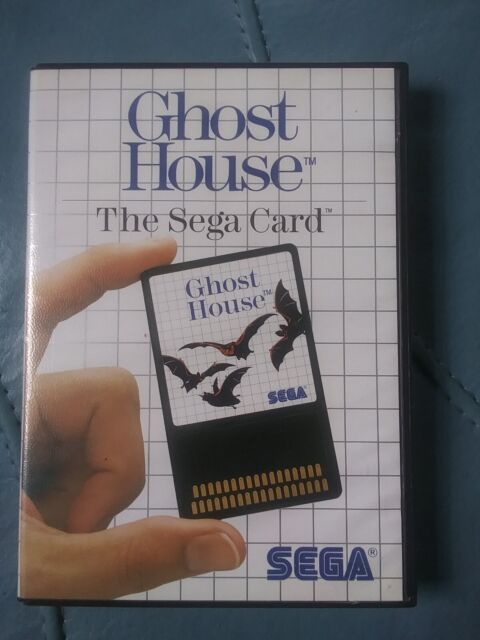 Ghost
House™
The Sega Card™
Ghost
House™
SEGA
SEGA®